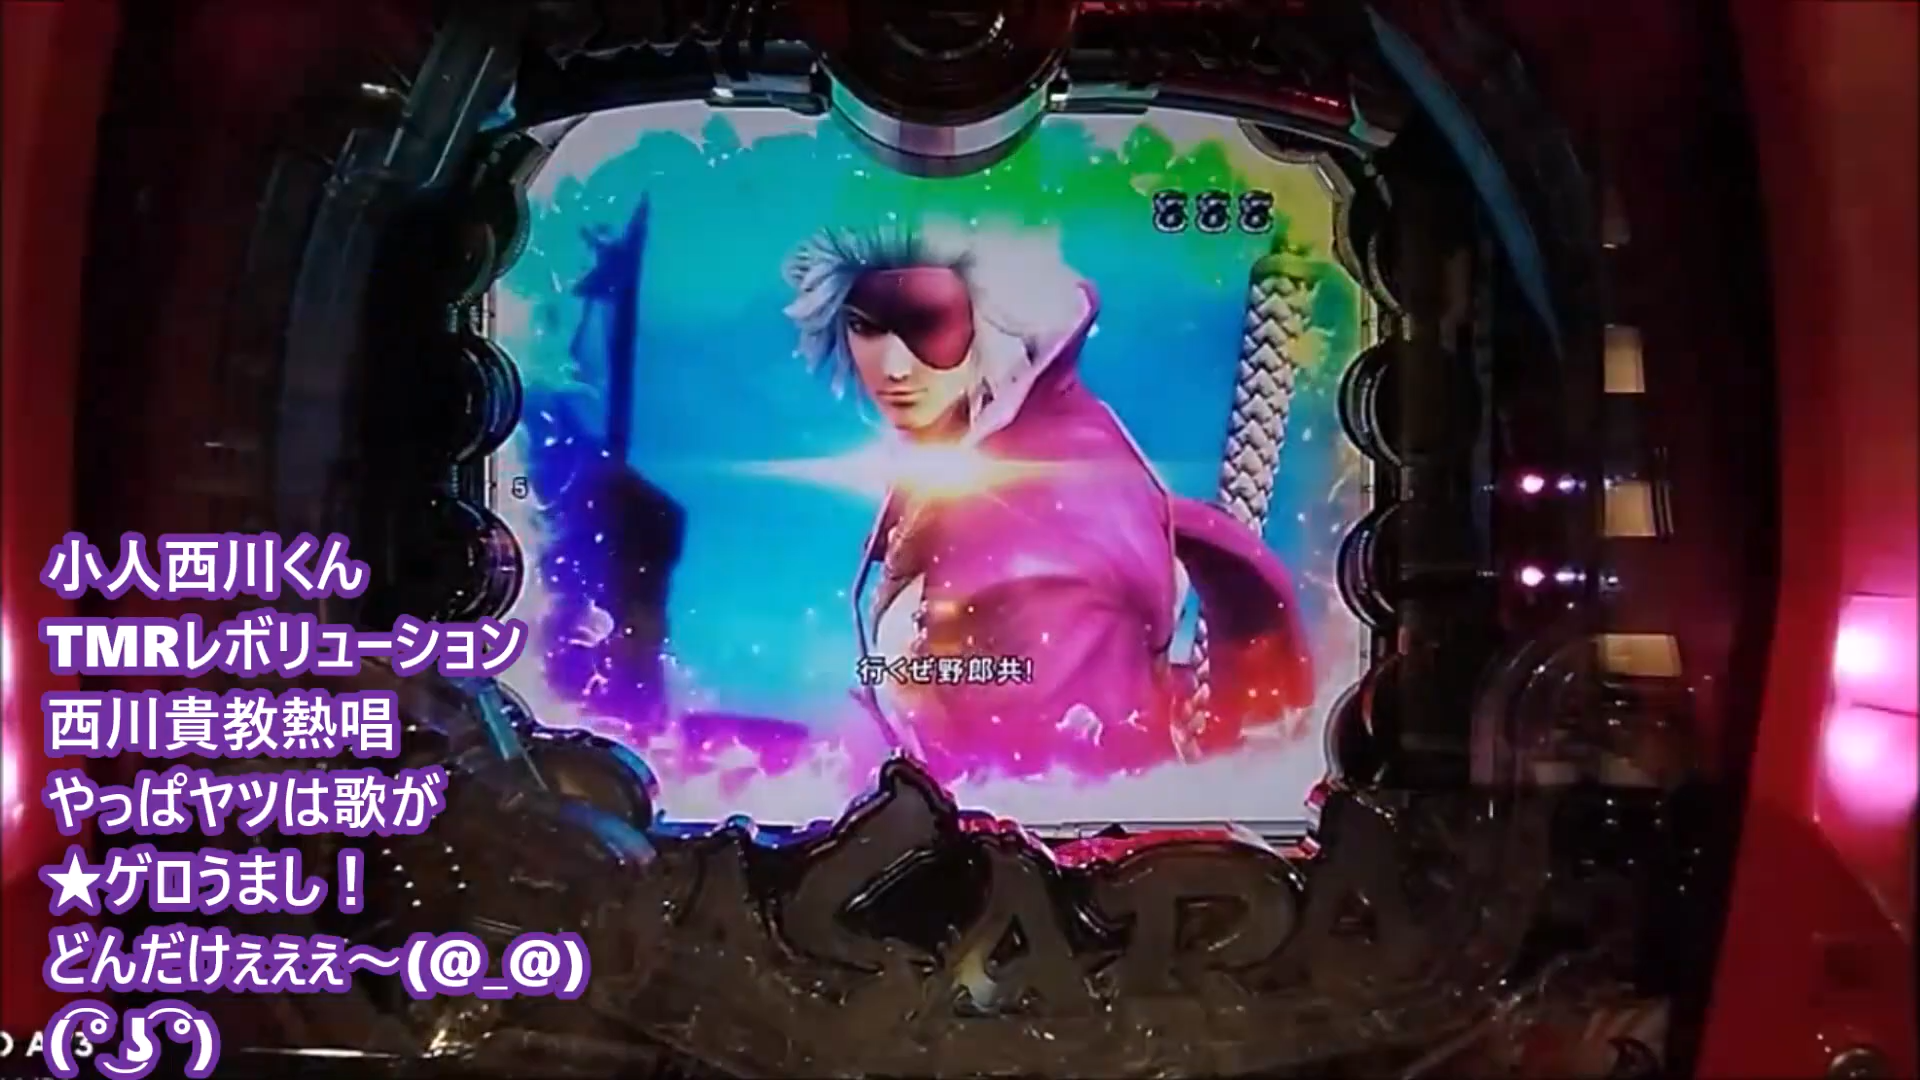 666
5
行くぜ野郎共!
小人西川くん
TMRレボリューション
西川貴教熱唱
やっぱヤツは歌が
★ゲロうまし！
どんだけぇぇぇ～(@_@)
( ͡° ͜ʖ ͡°)